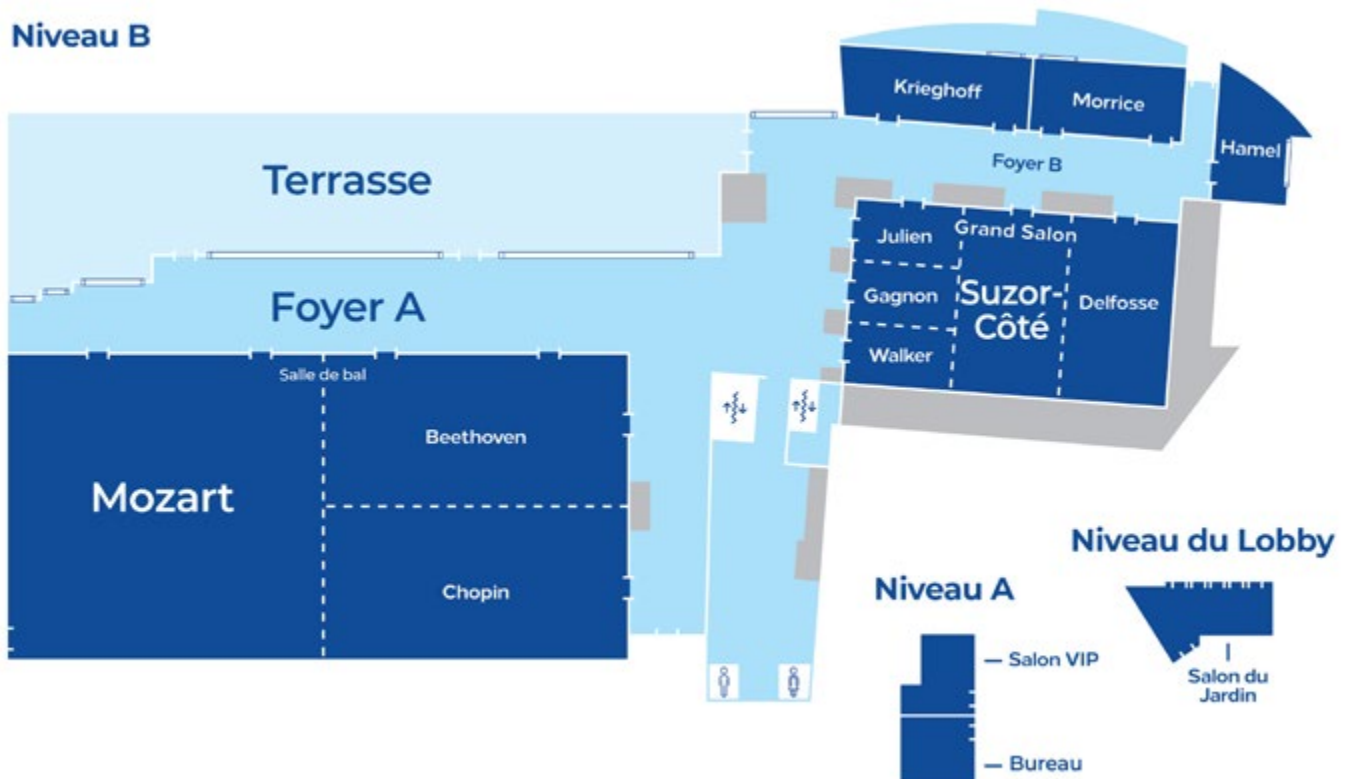 Niveau B
Krieghoff
Morrice
Hamel
Foyer B
Terrasse
Julien
Grand Salon
Gagnon
Suzor-
Côté
Delfosse
Walker
Foyer A
Salle de bal
Beethoven
Mozart
Chopin
Niveau du Lobby
Salon du
Jardin
Niveau A
Salon VIP
Bureau